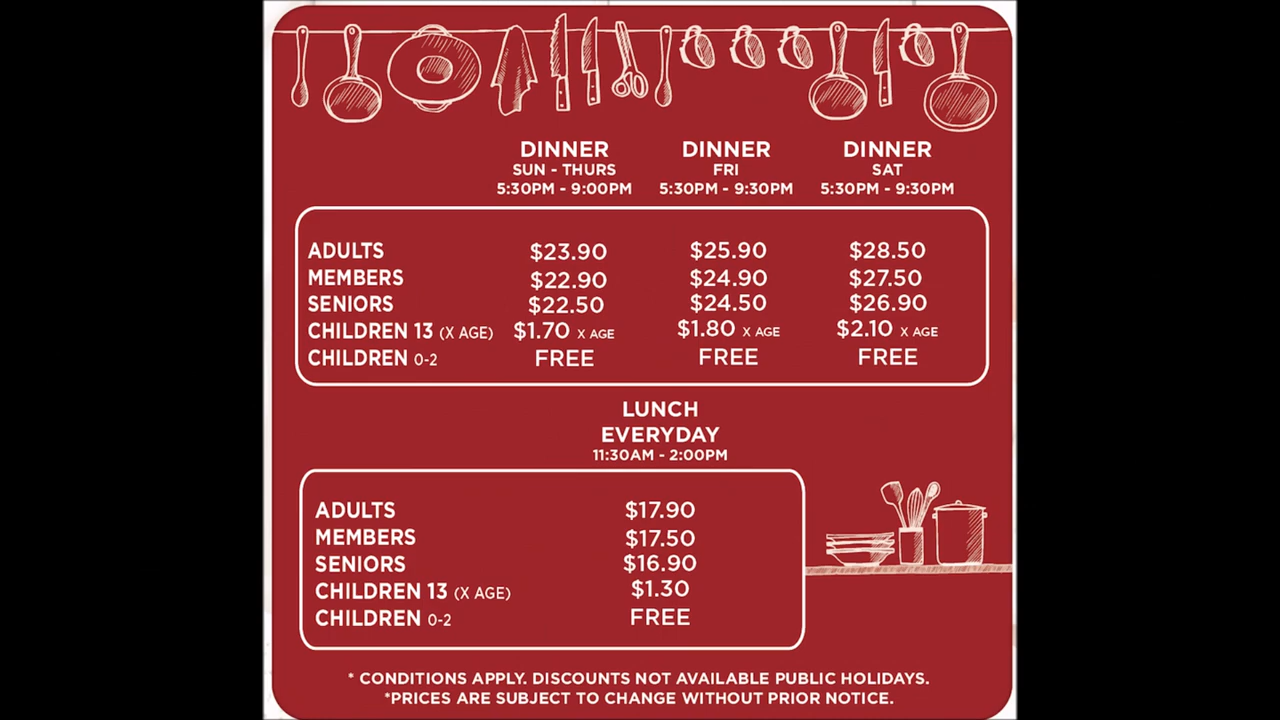 DINNER DINNER DINNER
SUN - THURS FRI SAT
5:30PM - 9:00PM 5:30PM - 9:30PM 5:30PM - 9:30PM
ADULTS $23.90 $25.90 $28.50
MEMBERS $22.90 $24.90 $27.50
SENIORS $22.50 $24.50 $26.90
CHILDREN 13 (X AGE) $1.70 X AGE $1.80 X AGE $2.10 X AGE
CHILDREN 0-2 FREE FREE FREE
LUNCH
EVERYDAY
11:30AM - 2:00PM
ADULTS $17.90
MEMBERS $17.50
SENIORS $16.90
CHILDREN 13 (X AGE) $1.30
CHILDREN 0-2 FREE
* CONDITIONS APPLY. DISCOUNTS NOT AVAILABLE PUBLIC HOLIDAYS.
*PRICES ARE SUBJECT TO CHANGE WITHOUT PRIOR NOTICE.